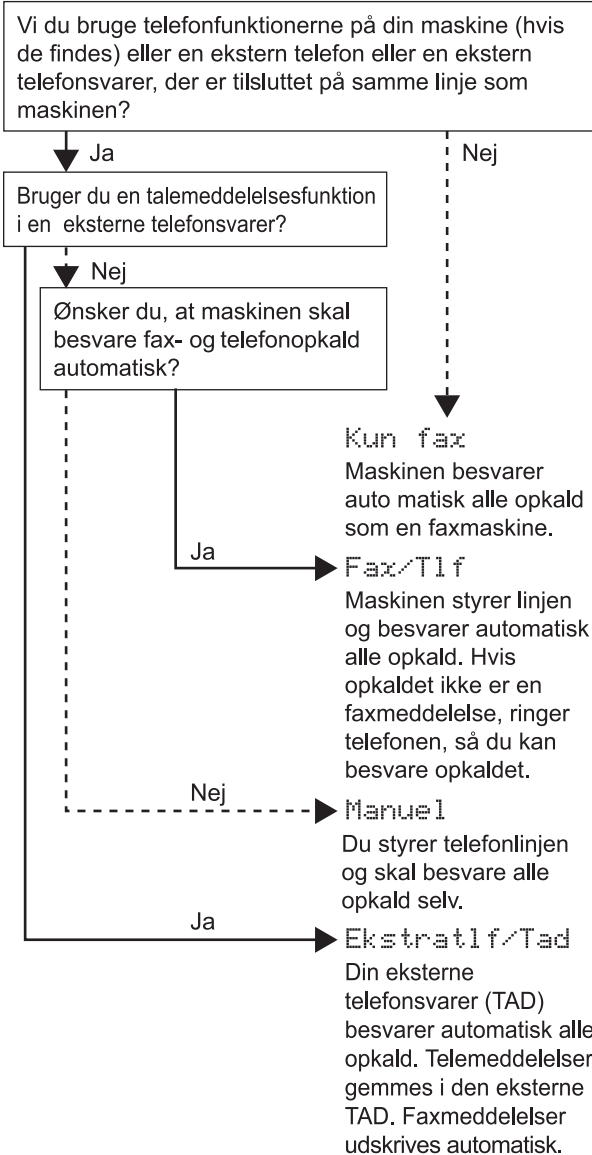 Vi du bruge telefonfunktionerne på din maskine (hvis
de findes) eller en ekstern telefon eller en ekstern
telefonsvarer, der er tilsluttet på samme linje som
maskinen?
Ja
Nej
Bruger du en talemeddelelsesfunktion
i en eksterne telefonsvarer?
Nej
Ønsker du, at maskinen skal
besvare fax- og telefonopkald
automatisk?
Kun fax
Maskinen besvarer
auto matisk alle opkald
som en faxmaskine.
Ja
Fax/Tlf
Maskinen styrer linjen
og besvarer automatisk
alle opkald. Hvis
opkaldet ikke er en
faxmeddelelse, ringer
telefonen, så du kan
besvare opkaldet.
Nej
Manuel
Du styrer telefonlinjen
og skal besvare alle
opkald selv.
Ja
Ekstratlf/Tad
Din eksterne
telefonsvarer (TAD)
besvarer automatisk alle
opkald. Telemeddelelser
gemmes i den eksterne
TAD. Faxmeddelelser
udskrives automatisk.